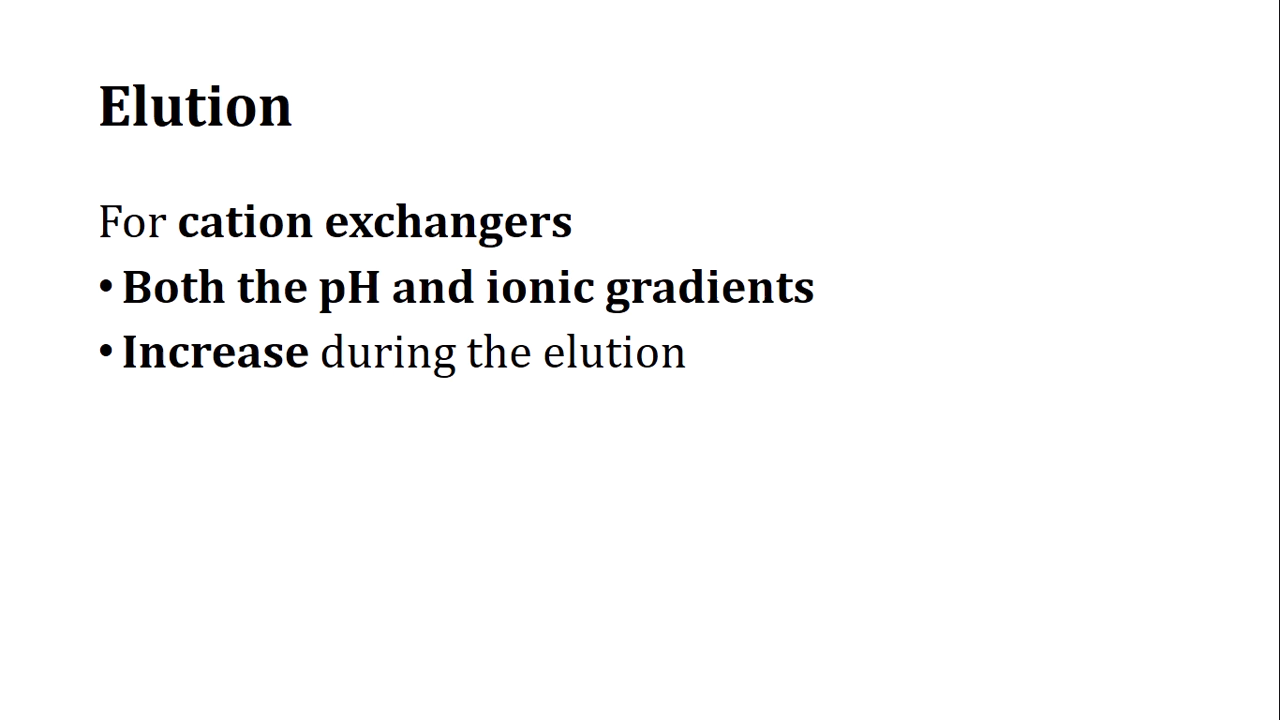 Elution
For cation exchangers
• Both the pH and ionic gradients
• Increase during the elution